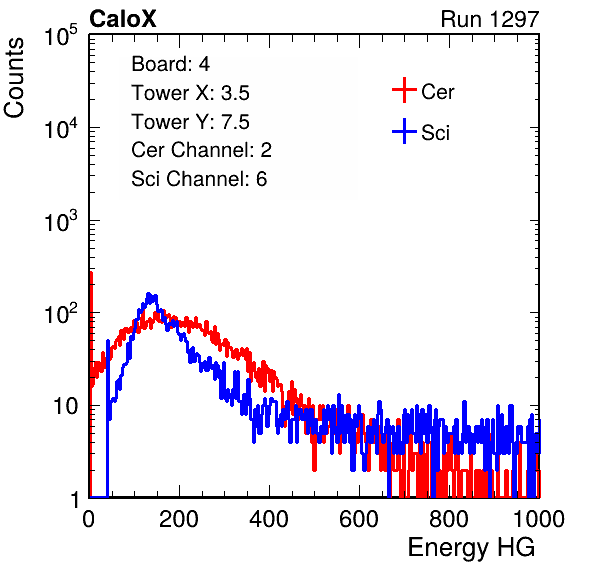 CaloX Run 1297
Counts
Board: 4
Tower X: 3.5
Tower Y: 7.5
Cer Channel: 2
Sci Channel: 6
Cer
Sci
10^5
10^4
10^3
10^2
10
1
0 200 400 600 800 1000
Energy HG